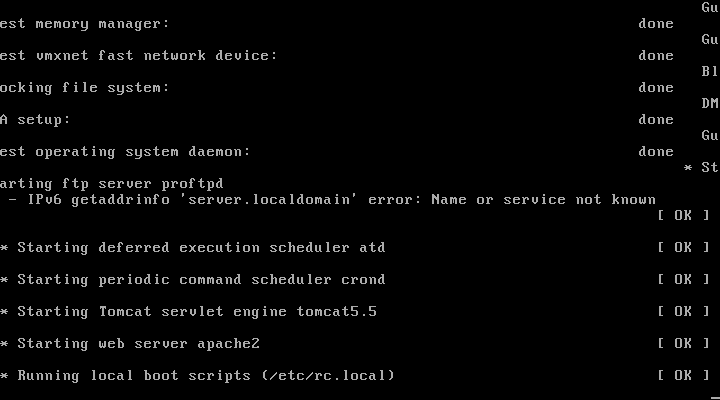 Gu
est memory manager: done
Gu
est vmxnet fast network device: done
Bl
ocking file system: done
DM
A setup: done
Gu
est operating system daemon: done
* St
arting ftp server proftpd
- IPv6 getaddrinfo 'server.localdomain' error: Name or service not known
[ OK ]
* Starting deferred execution scheduler atd [ OK ]
* Starting periodic command scheduler crond [ OK ]
* Starting Tomcat servlet engine tomcat5.5 [ OK ]
* Starting web server apache2 [ OK ]
* Running local boot scripts (/etc/rc.local) [ OK ]